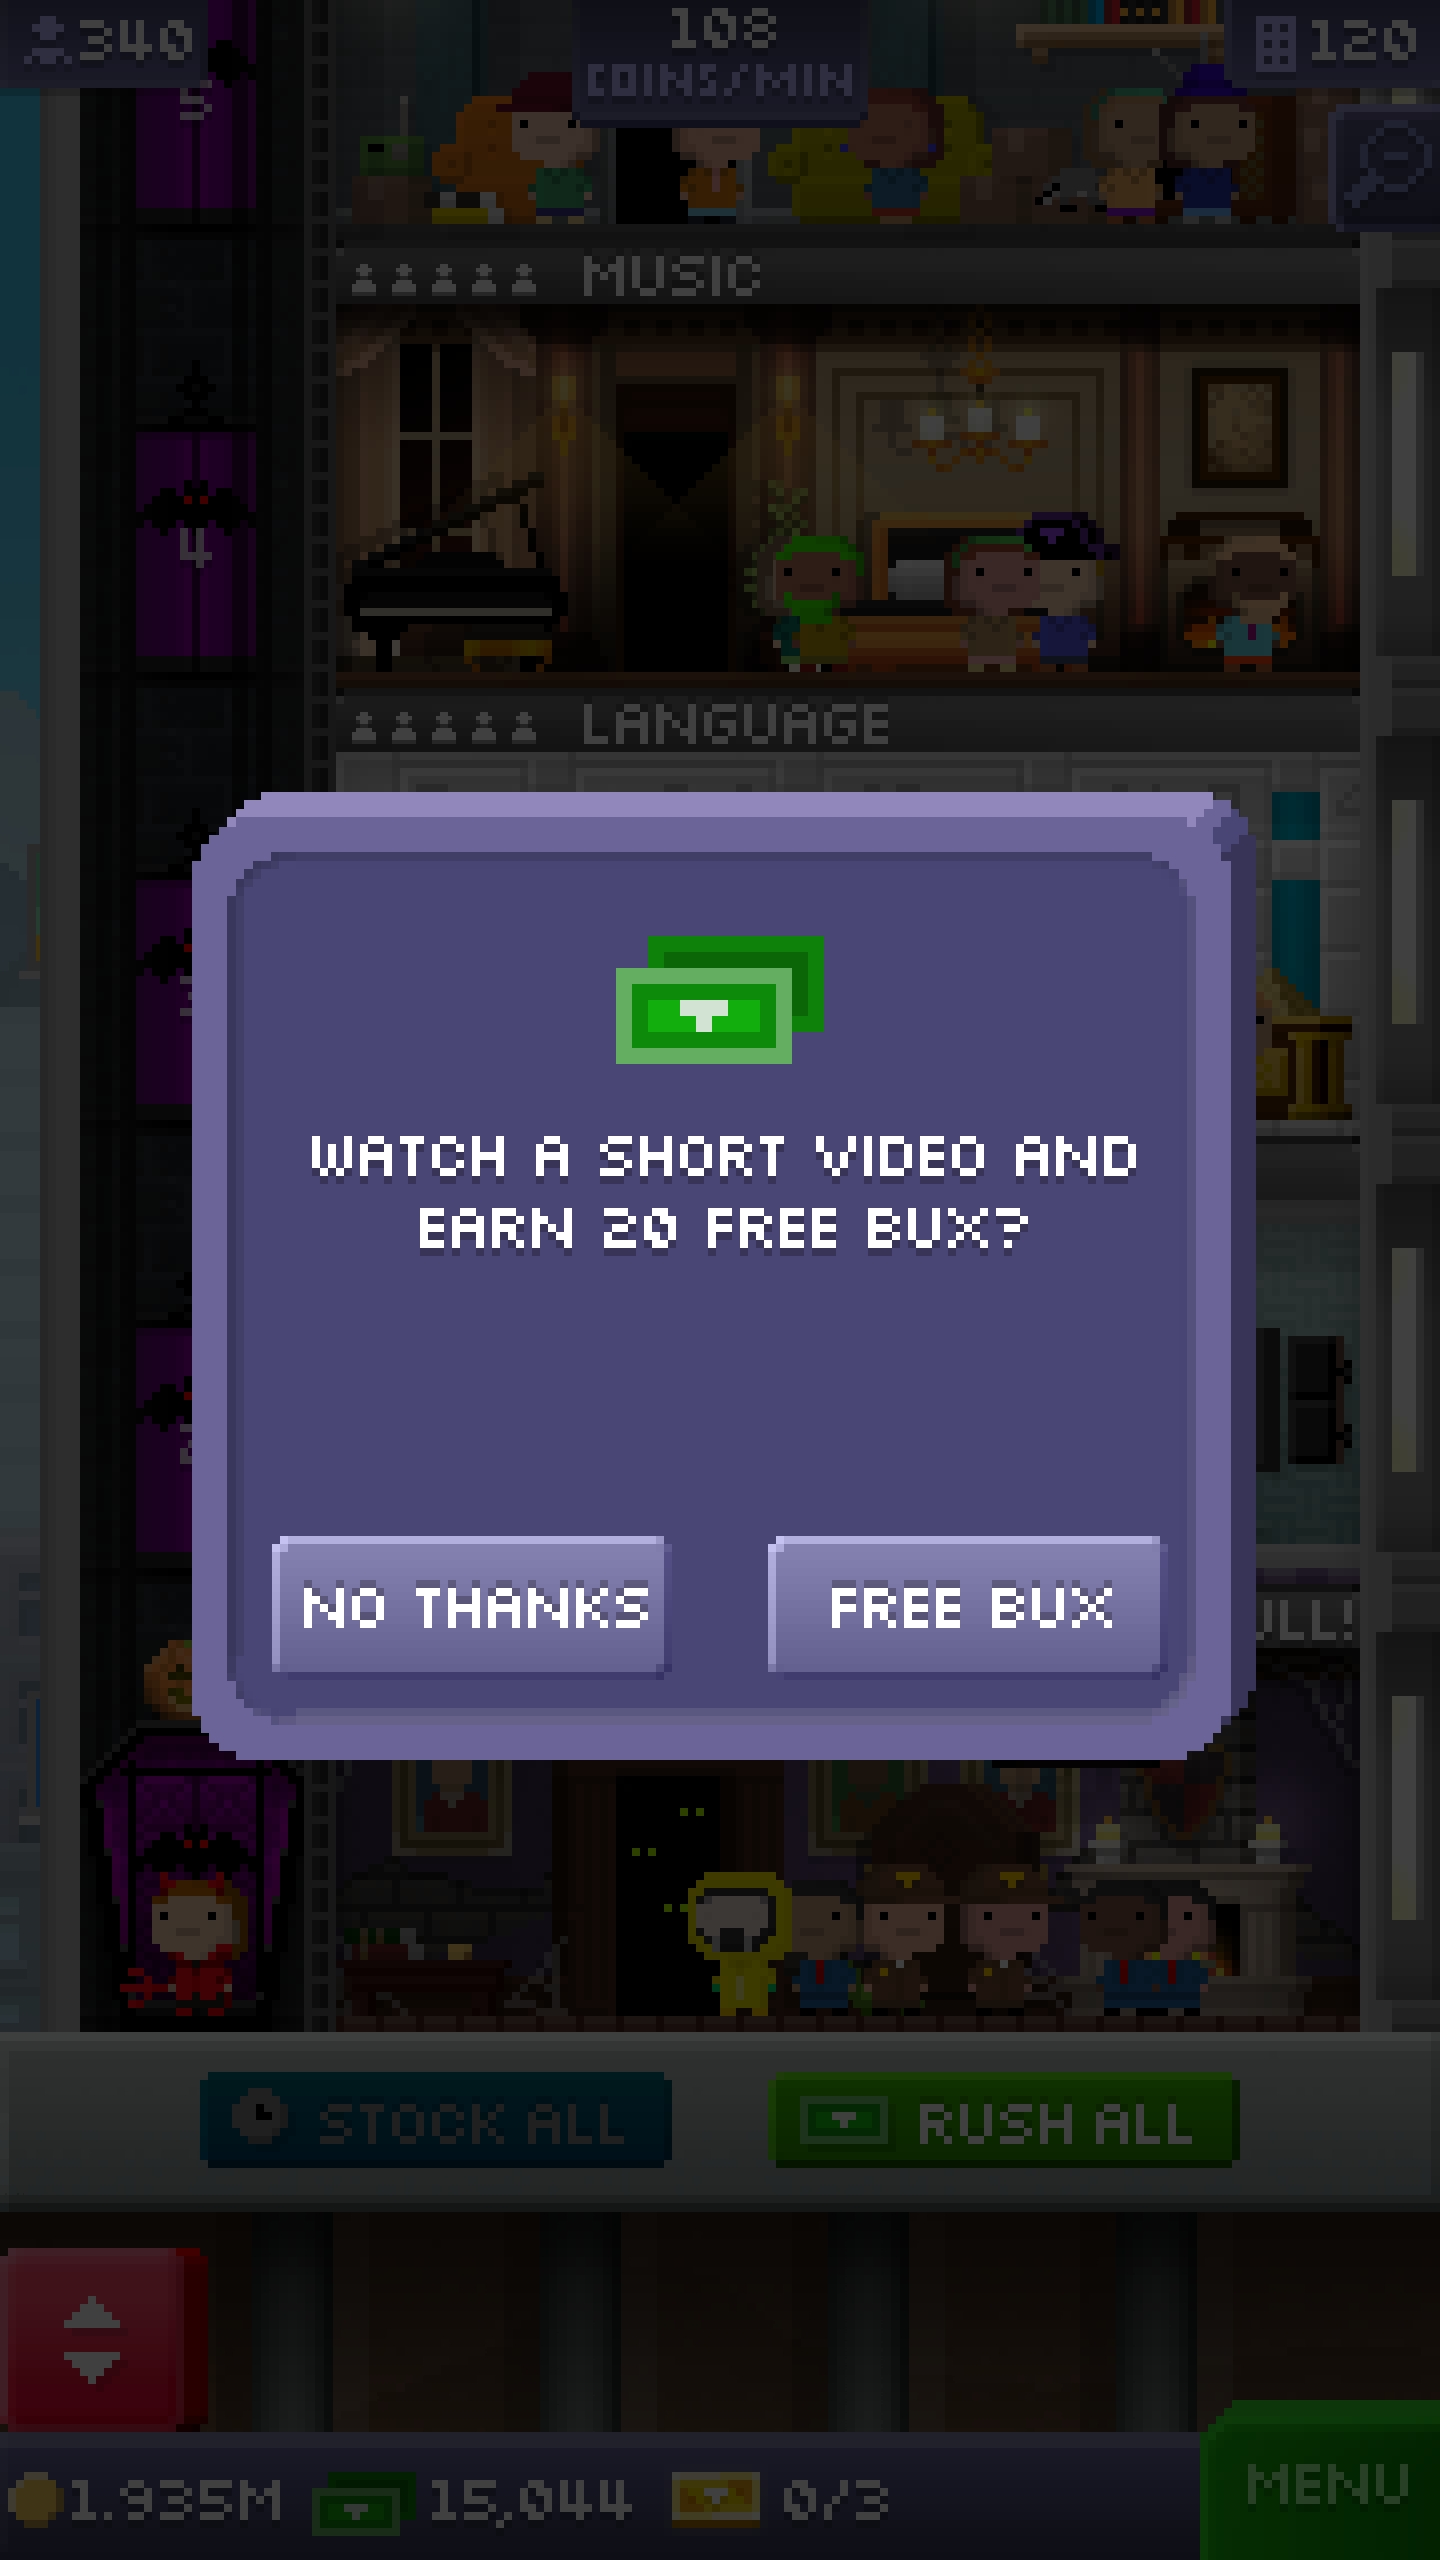 340
108
COINS/MIN
120
5
MUSIC
4
LANGUAGE
WATCH A SHORT VIDEO AND
EARN 20 FREE BUX?
NO THANKS
FREE BUX
STOCK ALL
RUSH ALL
1.935M
15,044
0/3
MENU